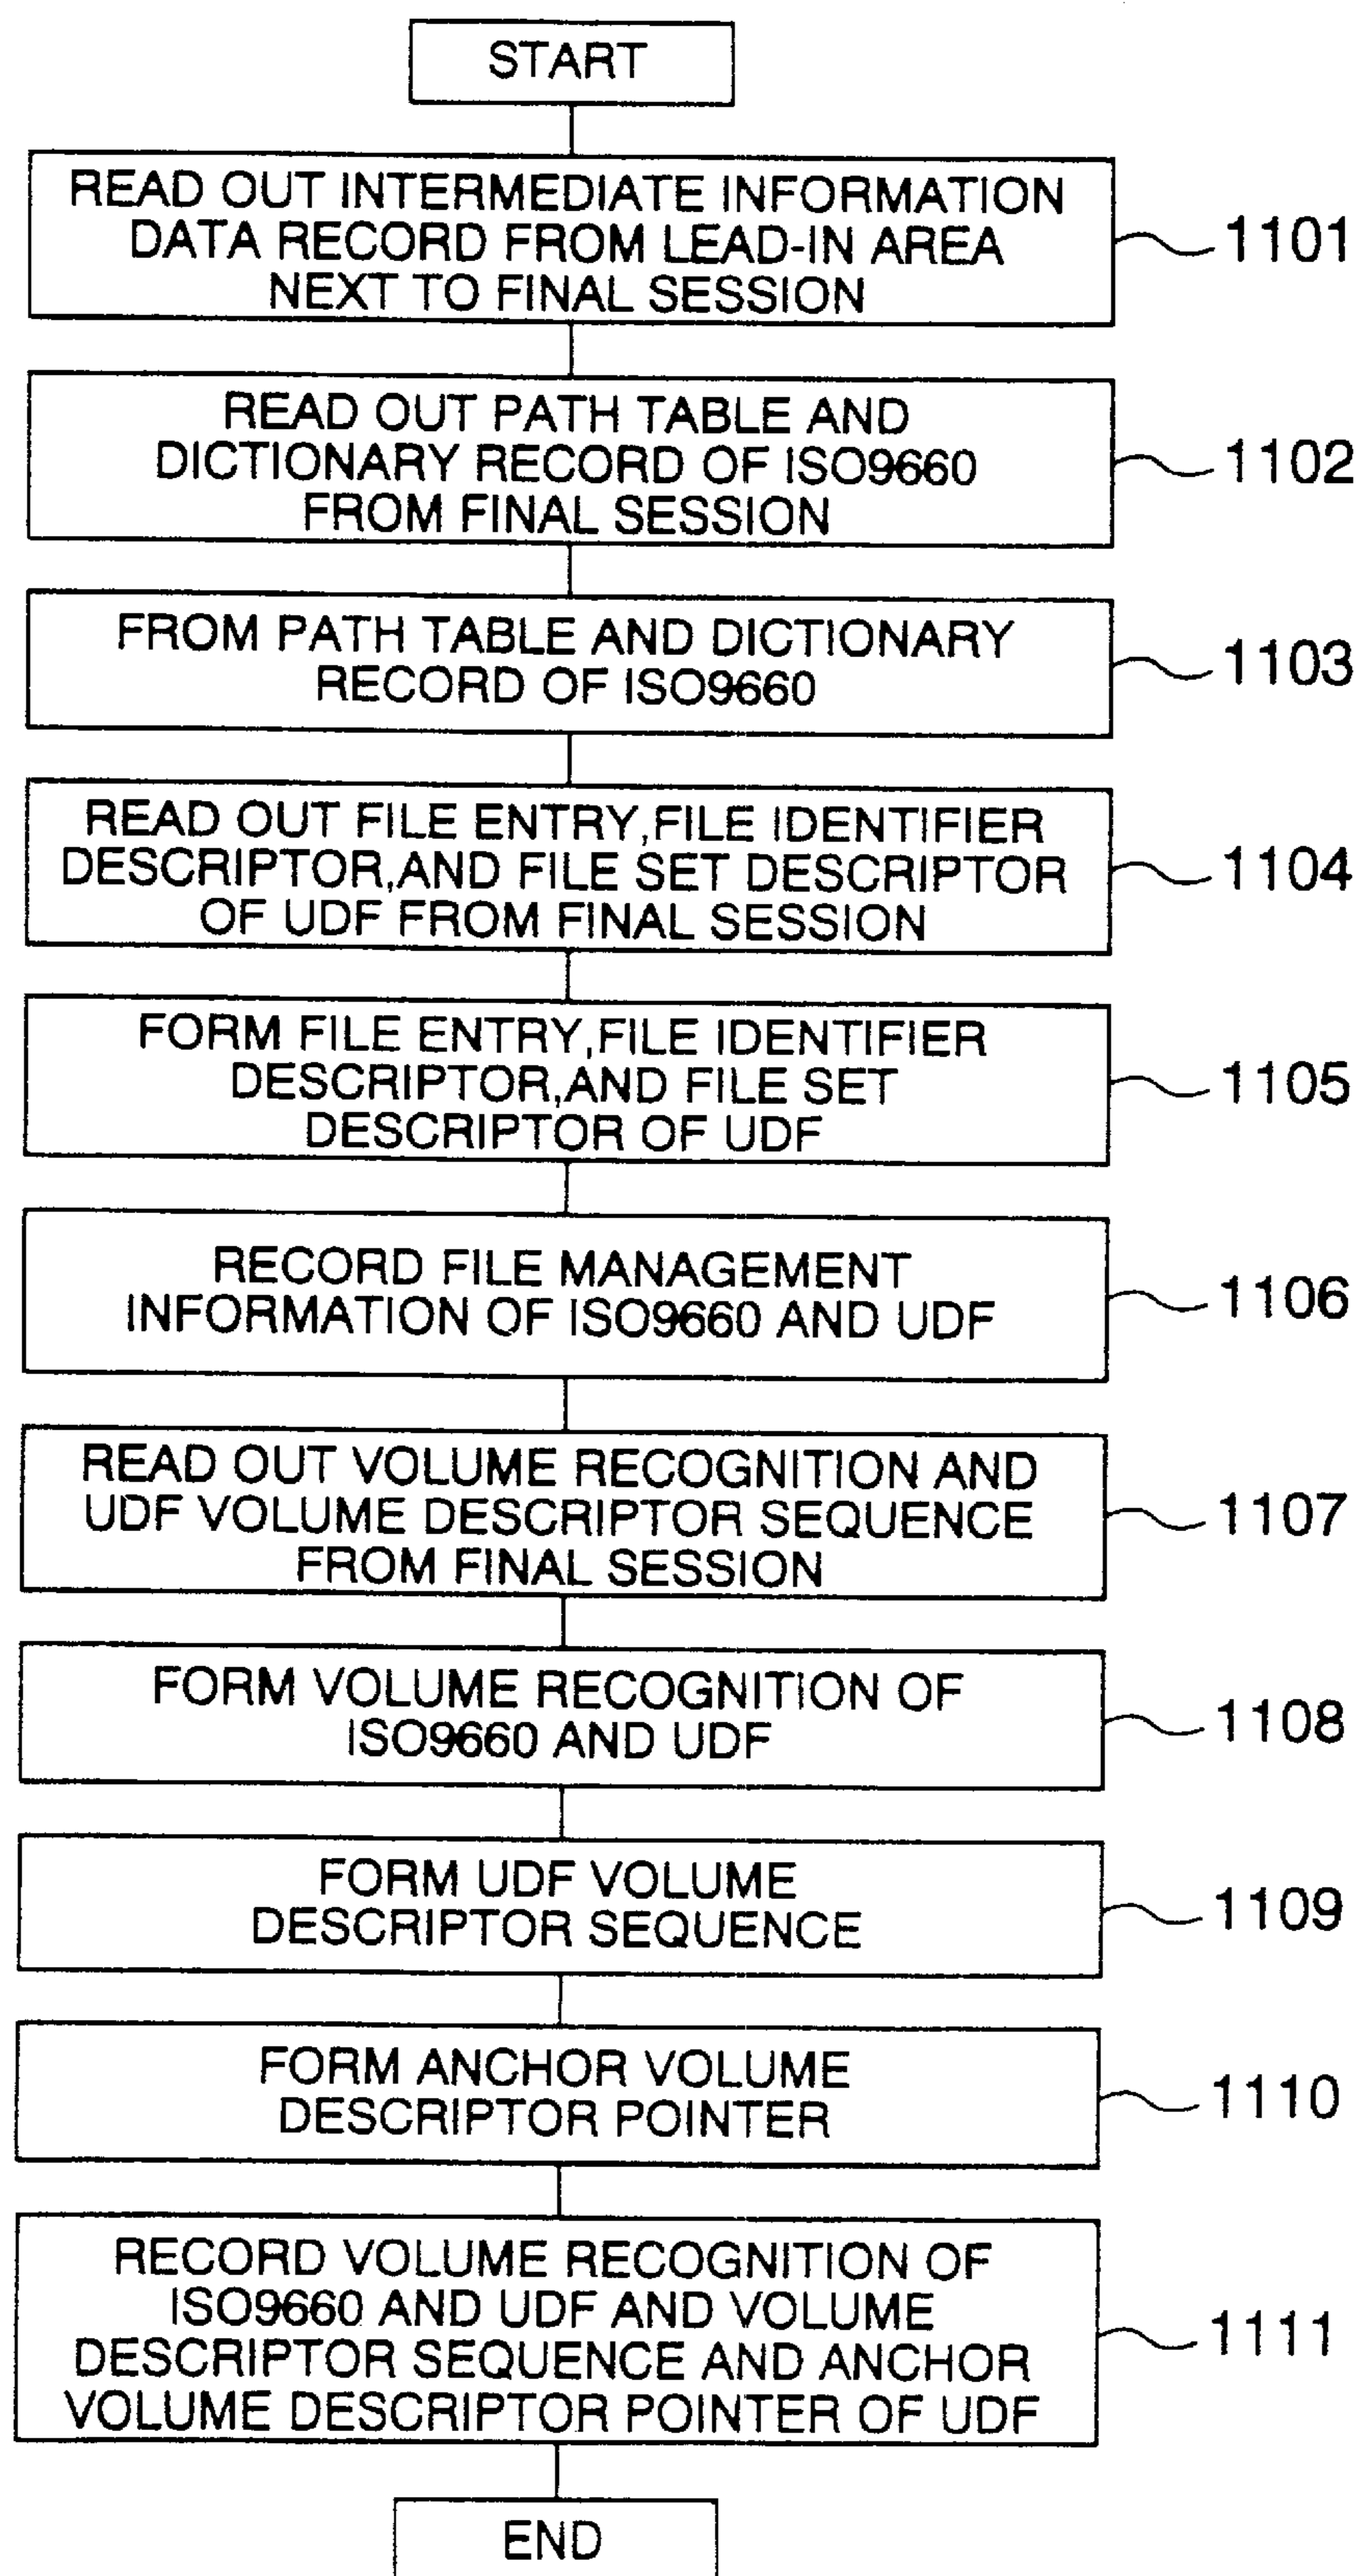 START
READ OUT INTERMEDIATE INFORMATION
DATA RECORD FROM LEAD-IN AREA
NEXT TO FINAL SESSION
1101
READ OUT PATH TABLE AND
DICTIONARY RECORD OF ISO9660
FROM FINAL SESSION
1102
FROM PATH TABLE AND DICTIONARY
RECORD OF ISO9660
1103
READ OUT FILE ENTRY,FILE IDENTIFIER
DESCRIPTOR,AND FILE SET DESCRIPTOR
OF UDF FROM FINAL SESSION
1104
FORM FILE ENTRY,FILE IDENTIFIER
DESCRIPTOR,AND FILE SET
DESCRIPTOR OF UDF
1105
RECORD FILE MANAGEMENT
INFORMATION OF ISO9660 AND UDF
1106
READ OUT VOLUME RECOGNITION AND
UDF VOLUME DESCRIPTOR SEQUENCE
FROM FINAL SESSION
1107
FORM VOLUME RECOGNITION OF
ISO9660 AND UDF
1108
FORM UDF VOLUME
DESCRIPTOR SEQUENCE
1109
FORM ANCHOR VOLUME
DESCRIPTOR POINTER
1110
RECORD VOLUME RECOGNITION OF
ISO9660 AND UDF AND VOLUME
DESCRIPTOR SEQUENCE AND ANCHOR
VOLUME DESCRIPTOR POINTER OF UDF
1111
END